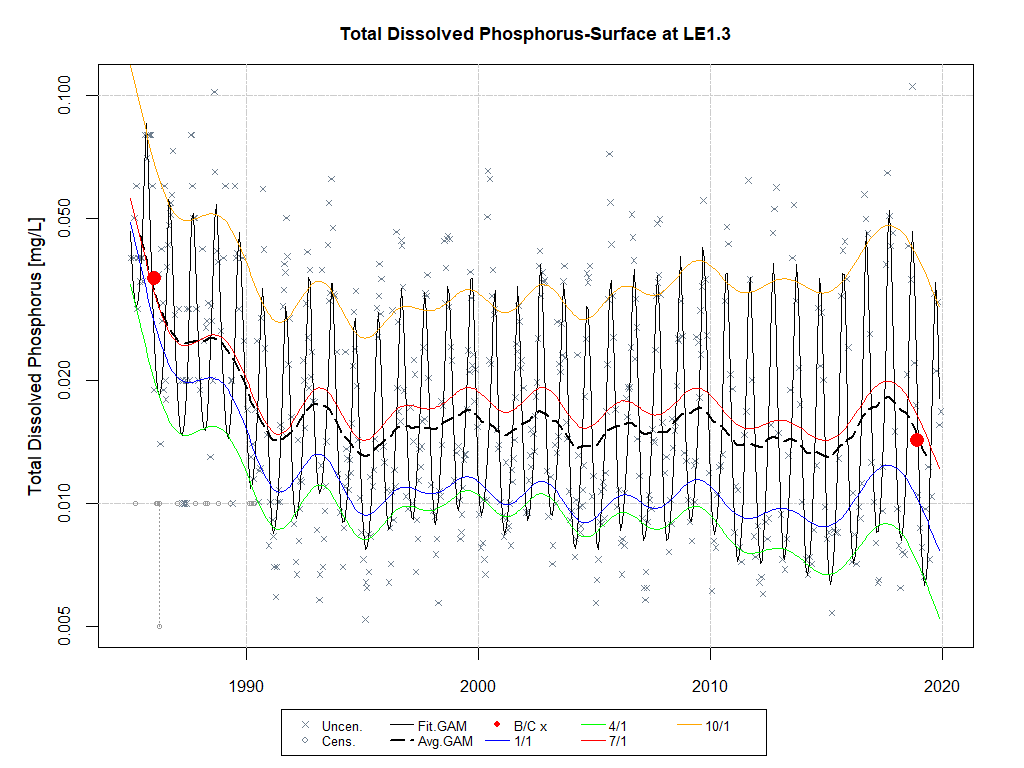 Total Dissolved Phosphorus-Surface at LE1.3
Total Dissolved Phosphorus [mg/L]
0.100
0.050
0.020
0.010
0.005
1990 2000 2010 2020
Uncen. Fit.GAM B/C x 4/1 10/1
Cens. Avg.GAM 1/1 7/1